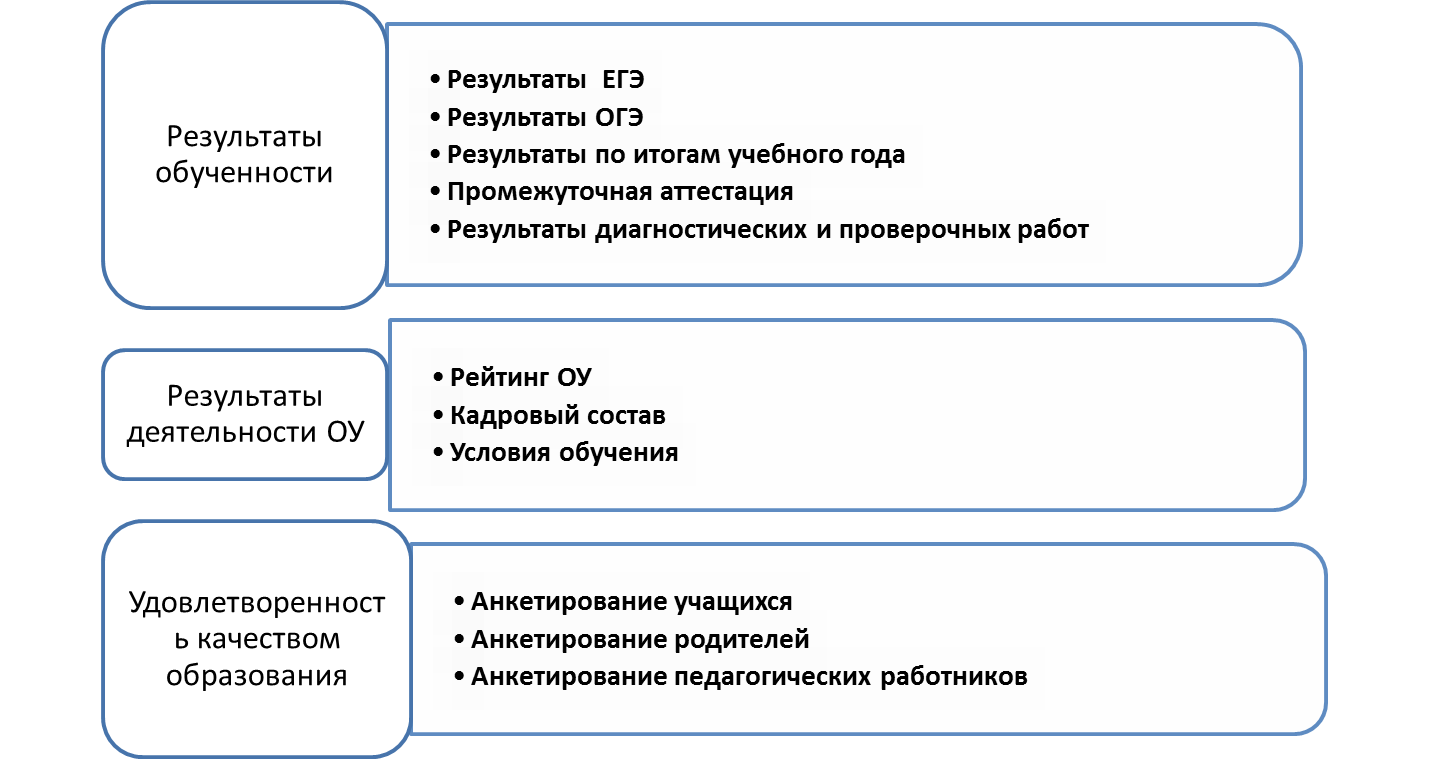 Результаты
обученности
• Результаты ЕГЭ
• Результаты ОГЭ
• Результаты по итогам учебного года
• Промежуточная аттестация
• Результаты диагностических и проверочных работ
Результаты
деятельности ОУ
• Рейтинг ОУ
• Кадровый состав
• Условия обучения
Удовлетворенност
ь качеством
образования
• Анкетирование учащихся
• Анкетирование родителей
• Анкетирование педагогических работников